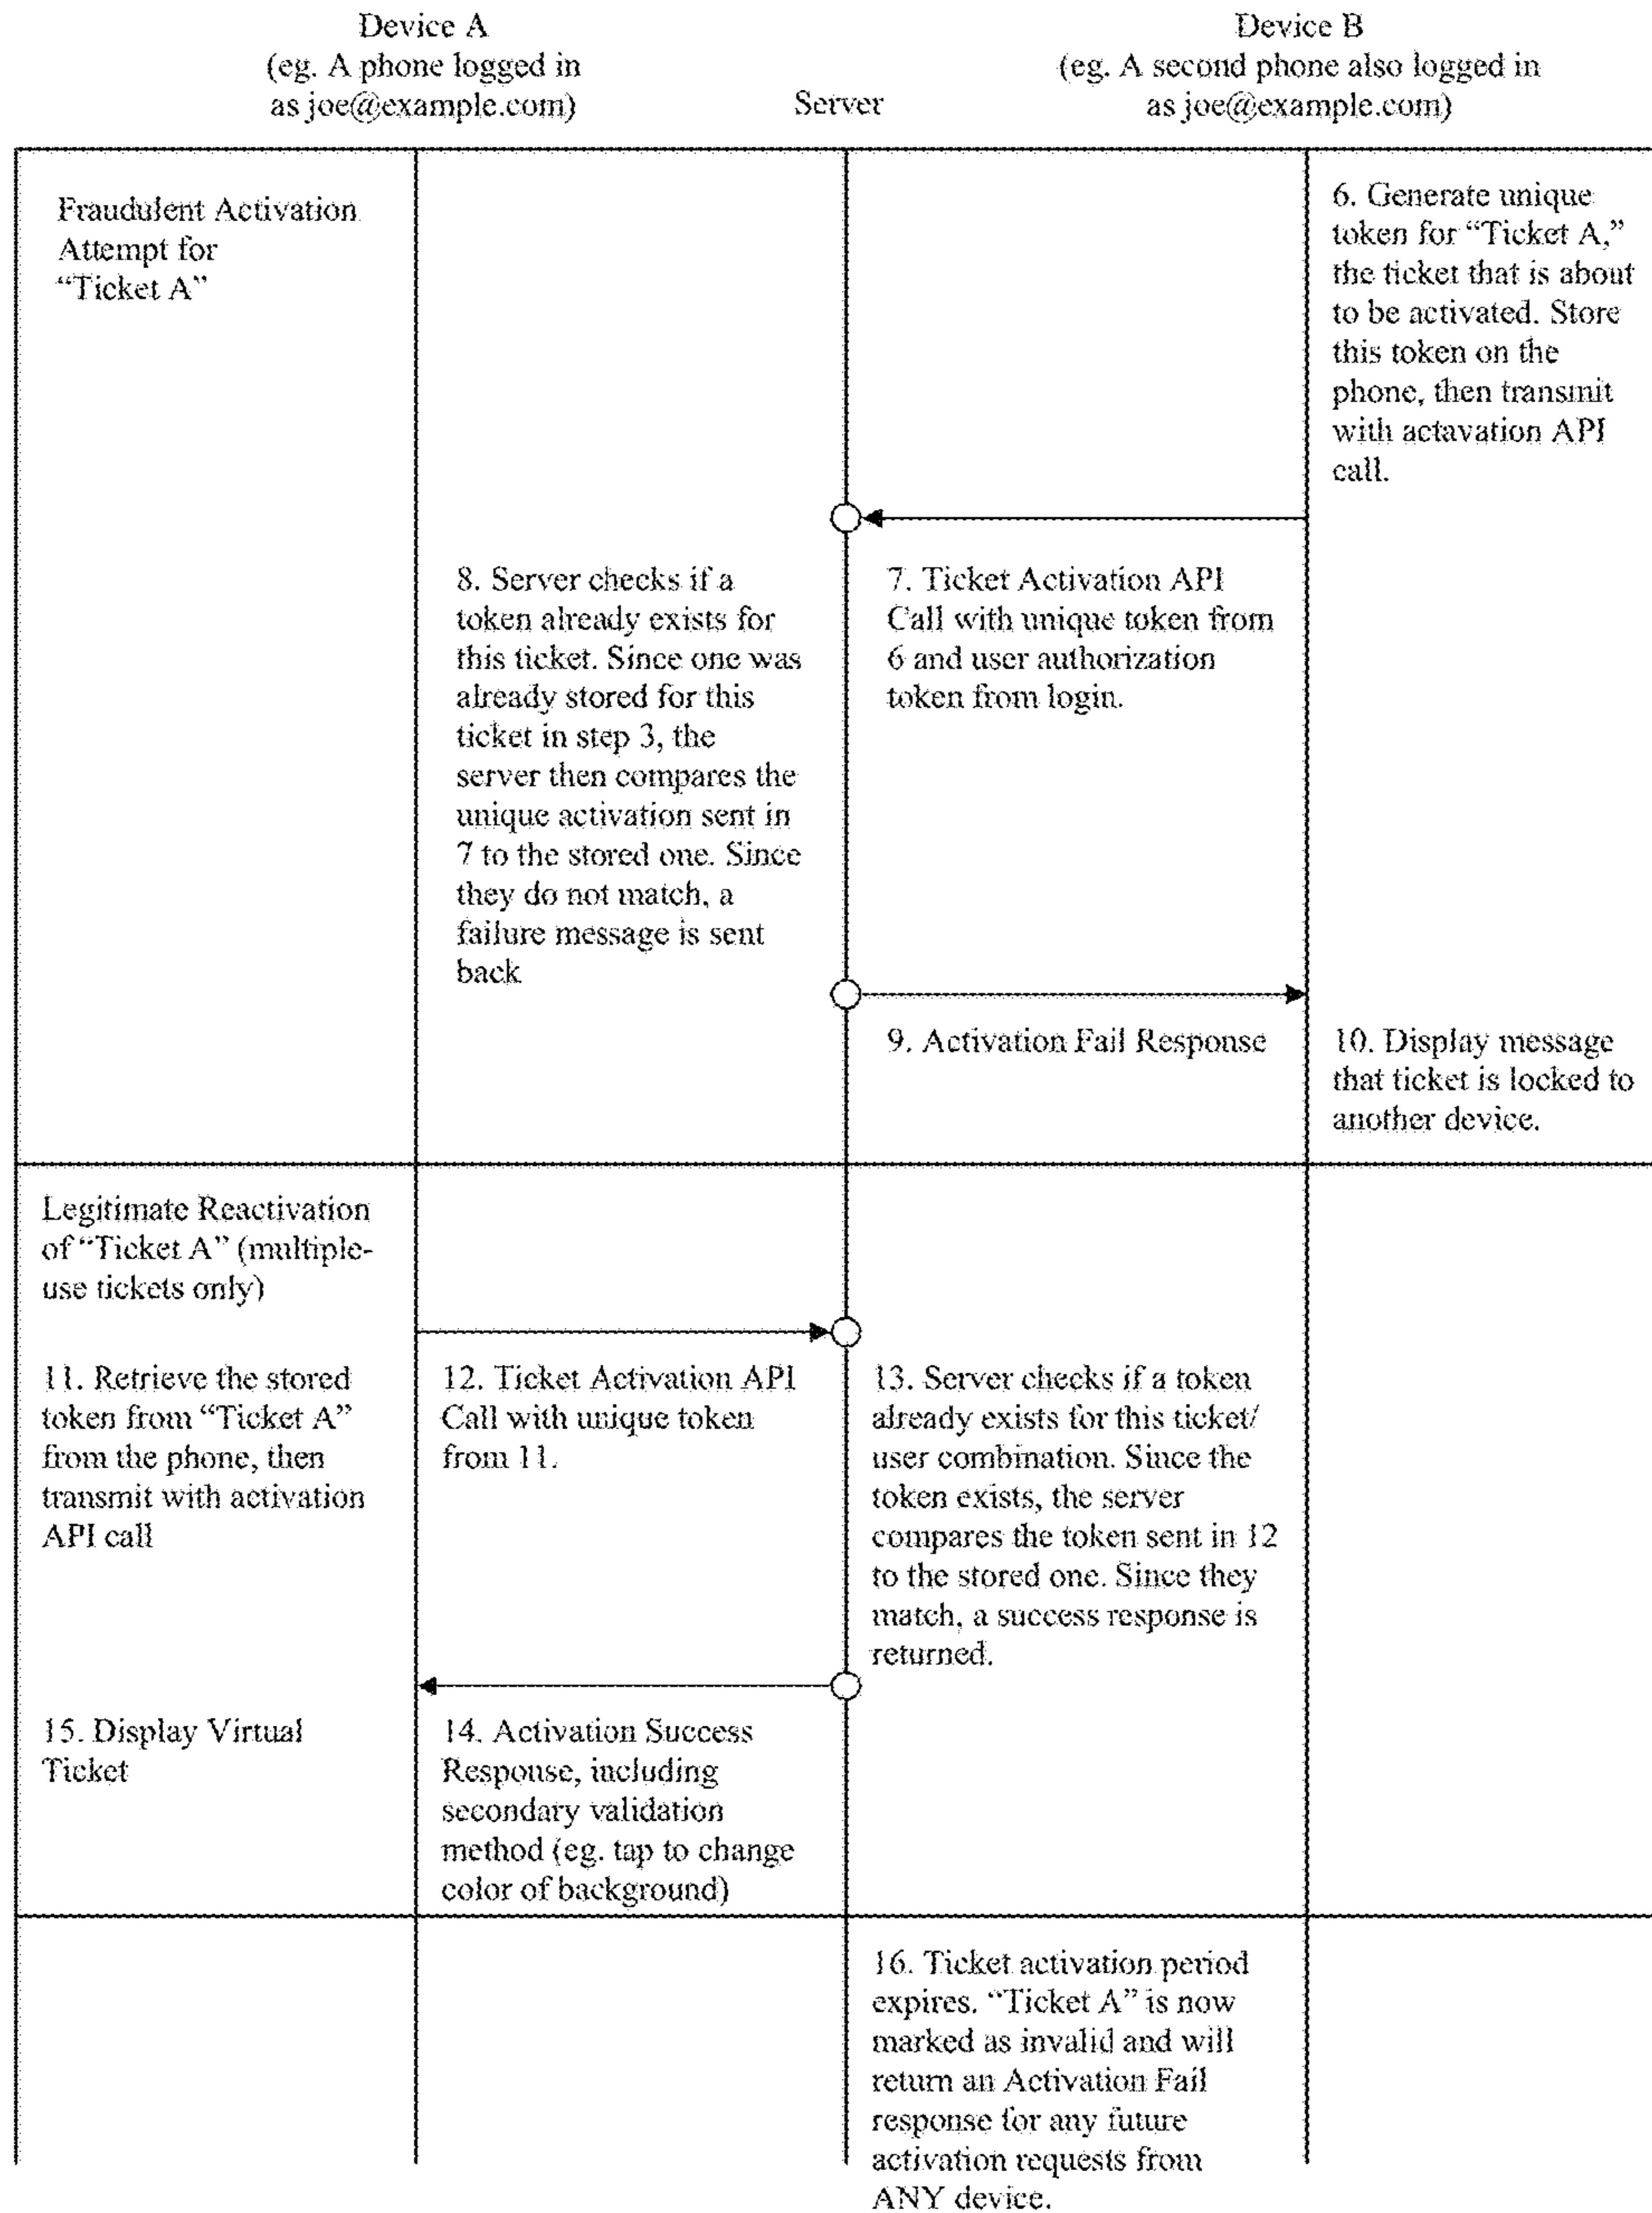 Device A
(eg. A phone logged in
as joe@example.com)
Server
Device B
(eg. A second phone also logged in
as joe@example.com)
Fraudulent Activation
Attempt for
“Ticket A”
6. Generate unique
token for “Ticket A,”
the ticket that is about
to be activated. Store
this token on the
phone, then transmit
with actavation API
call.
7. Ticket Activation API
Call with unique token from
6 and user authorization
token from login.
8. Server checks if a
token already exists for
this ticket. Since one was
already stored for this
ticket in step 3, the
server then compares the
unique activation sent in
7 to the stored one. Since
they do not match, a
failure message is sent
back
9. Activation Fail Response
10. Display message
that ticket is locked to
another device.
Legitimate Reactivation
of “Ticket A” (multiple-
use tickets only)
11. Retrieve the stored
token from “Ticket A”
from the phone, then
transmit with activation
API call
12. Ticket Activation API
Call with unique token
from 11.
13. Server checks if a token
already exists for this ticket/
user combination. Since the
token exists, the server
compares the token sent in 12
to the stored one. Since they
match, a success response is
returned.
14. Activation Success
Response, including
secondary validation
method (eg. tap to change
color of background)
15. Display Virtual
Ticket
16. Ticket activation period
expires. “Ticket A” is now
marked as invalid and will
return an Activation Fail
response for any future
activation requests from
ANY device.